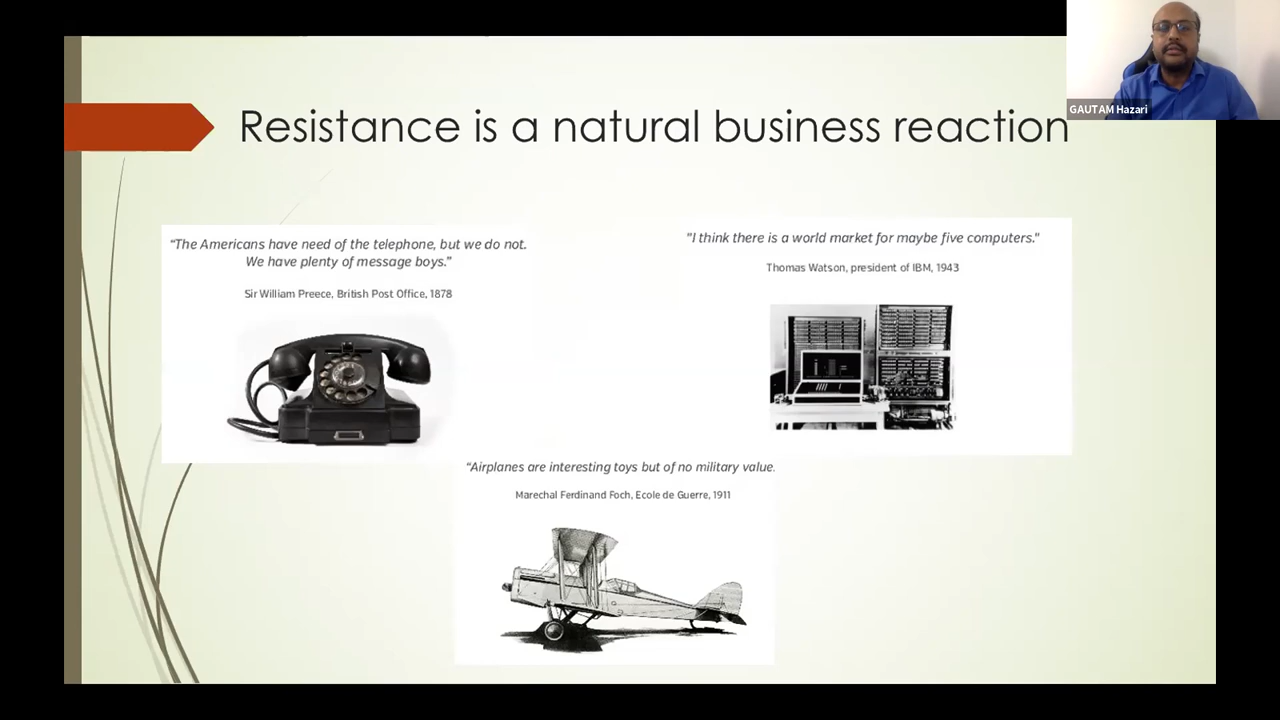 GAUTAM Hazari
Resistance is a natural business reaction
“The Americans have need of the telephone, but we do not.
We have plenty of message boys.”
Sir William Preece, British Post Office, 1878
"I think there is a world market for maybe five computers."
Thomas Watson, president of IBM, 1943
“Airplanes are interesting toys but of no military value.
Marechal Ferdinand Foch, Ecole de Guerre, 1911